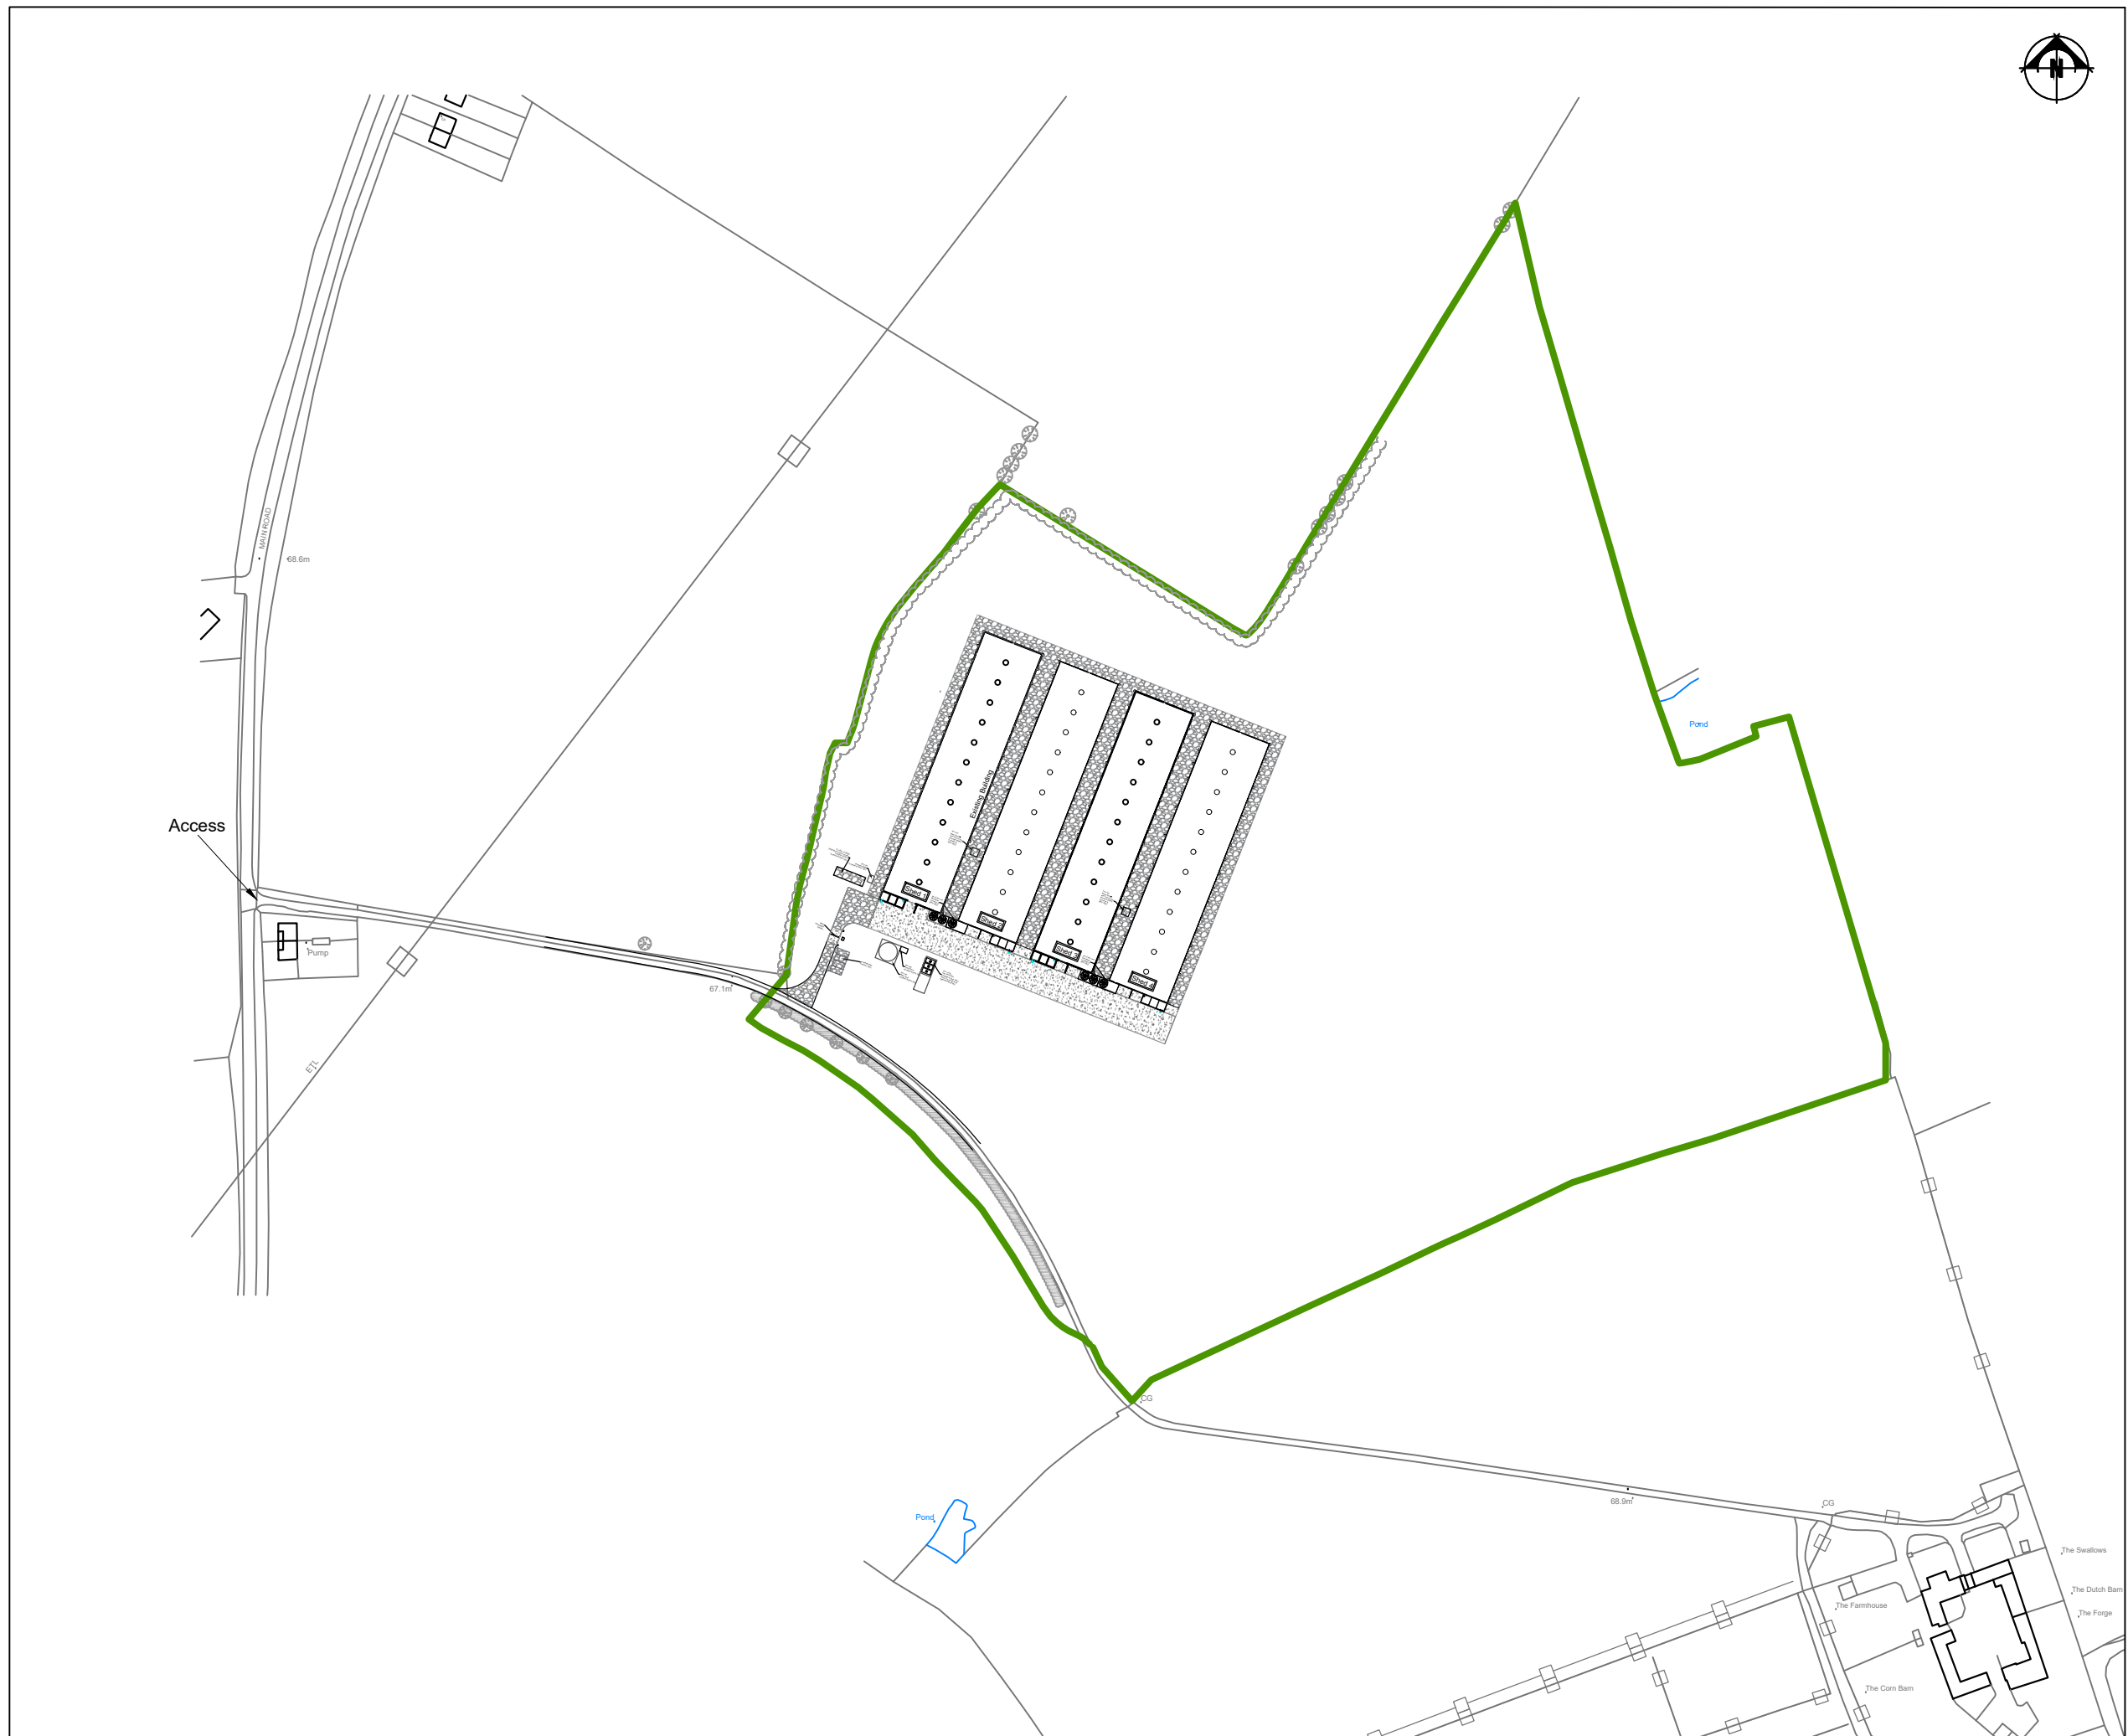 N
MAIN ROAD
68.6m
Pond
Access
Existing Building
Shed 1
Shed 2
Shed 3
Shed 4
Pump
67.1m
ETL
CG
68.9m
CG
Pond
The Swallows
The Dutch Barn
The Farmhouse
The Forge
The Corn Barn